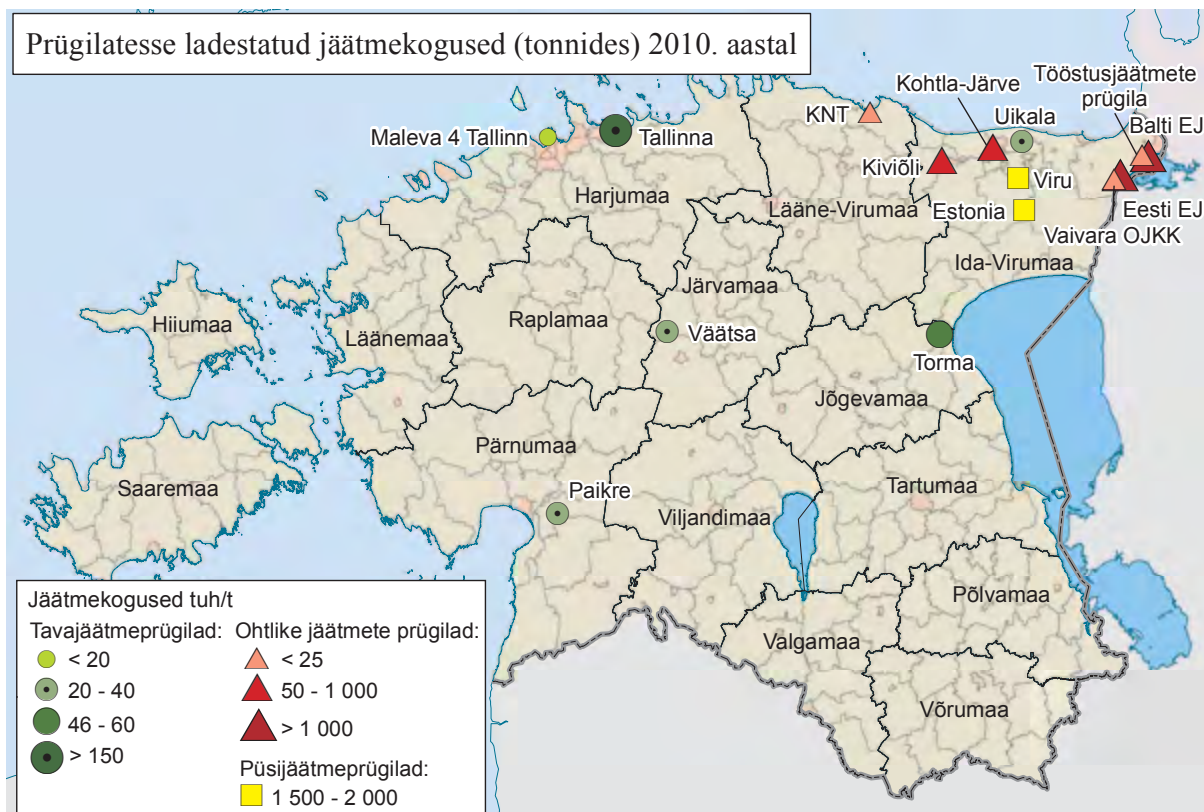 Prügilatesse ladestatud jäätmekogused (tonnides) 2010. aastal
Tööstusjäätmete
prügila
Kohtla-Järve
KNT
Uikala
Balti EJ
Maleva 4 Tallinn
Tallinna
Kiviõli
Viru
Harjumaa
Lääne-Virumaa
Estonia
Eesti EJ
Vaivara OJKK
Ida-Virumaa
Järvamaa
Hiiumaa
Läänemaa
Raplamaa
Väätsa
Torma
Jõgevamaa
Pärnumaa
Saaremaa
Paikre
Viljandimaa
Tartumaa
Põlvamaa
Valgamaa
Võrumaa
Jäätmekogused tuh/t
Tavajäätmeprügilad:
< 20
20 - 40
46 - 60
> 150
Ohtlike jäätmete prügilad:
< 25
50 - 1 000
> 1 000
Püsijäätmeprügilad:
1 500 - 2 000